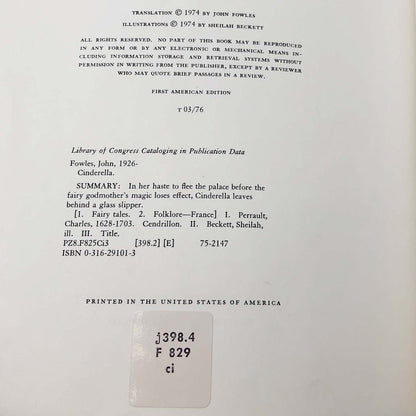 TRANSLATION © 1974 BY JOHN FOWLES
ILLUSTRATIONS © 1974 BY SHEILAH BECKETT
ALL RIGHTS RESERVED. NO PART OF THIS BOOK MAY BE REPRODUCED
IN ANY FORM OR BY ANY ELECTRONIC OR MECHANICAL MEANS IN-
CLUDING INFORMATION STORAGE AND RETRIEVAL SYSTEMS WITHOUT
PERMISSION IN WRITING FROM THE PUBLISHER, EXCEPT BY A REVIEWER
WHO MAY QUOTE BRIEF PASSAGES IN A REVIEW.
FIRST AMERICAN EDITION
T 03/76
Library of Congress Cataloging in Publication Data
Fowles, John, 1926-
Cinderella.
SUMMARY: In her haste to flee the palace before the
fairy godmother's magic loses effect, Cinderella leaves
behind a glass slipper.
[1. Fairy tales. 2. Folklore—France] I. Perrault,
Charles, 1628-1703. Cendrillon. II. Beckett, Sheilah,
ill. III. Title.
PZ8.F825Ci3 [398.2] [E] 75-2147
ISBN 0-316-29101-3
PRINTED IN THE UNITED STATES OF AMERICA
j398.4
F 829
ci